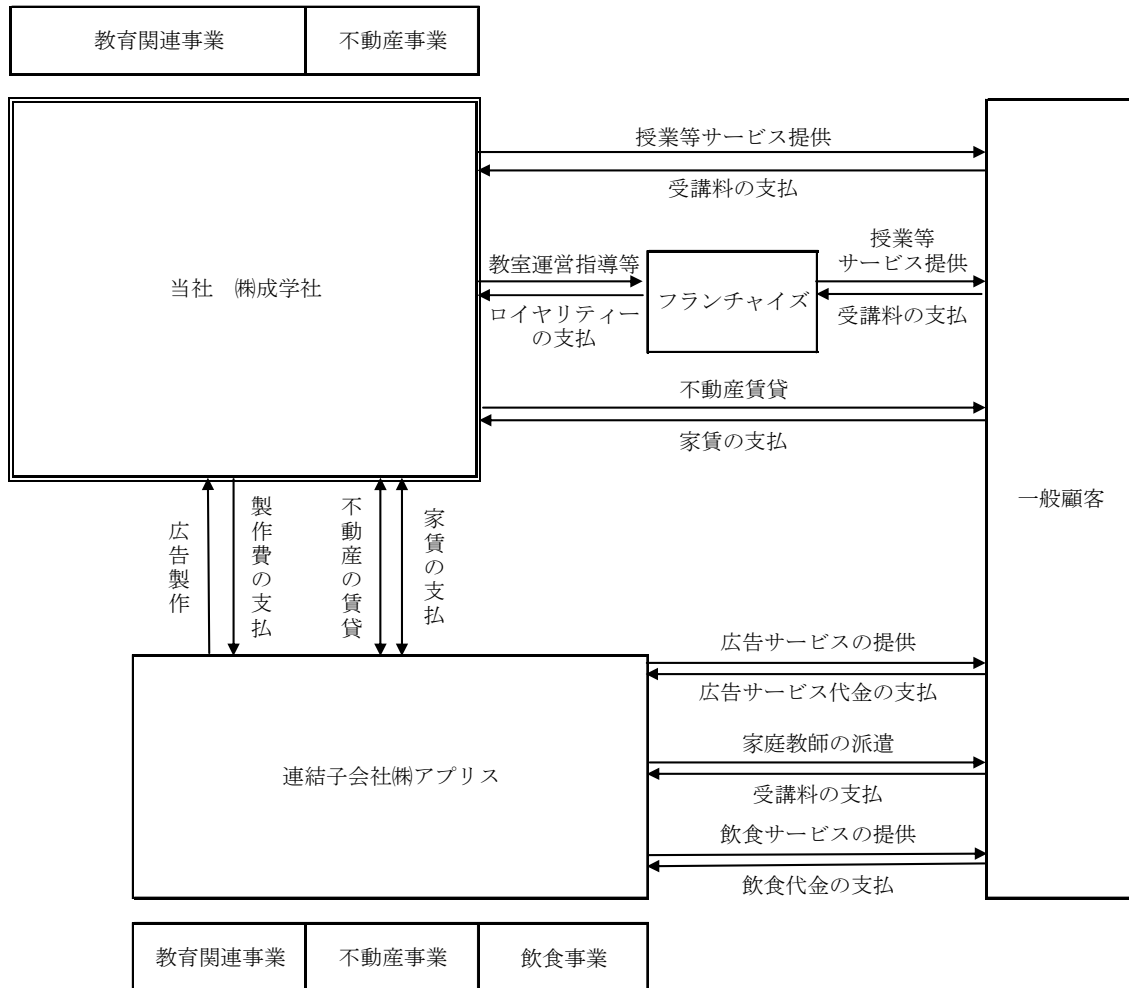 教育関連事業
不動産事業
授業等サービス提供
受講料の支払
当社 ㈱成学社
教室運営指導等
ロイヤリティー
の支払
フランチャイズ
授業等
サービス提供
受講料の支払
不動産賃貸
家賃の支払
一般顧客
広告製作
製作費の支払
不動産の賃貸
家賃の支払
連結子会社㈱アプリス
広告サービスの提供
広告サービス代金の支払
家庭教師の派遣
受講料の支払
飲食サービスの提供
飲食代金の支払
教育関連事業
不動産事業
飲食事業